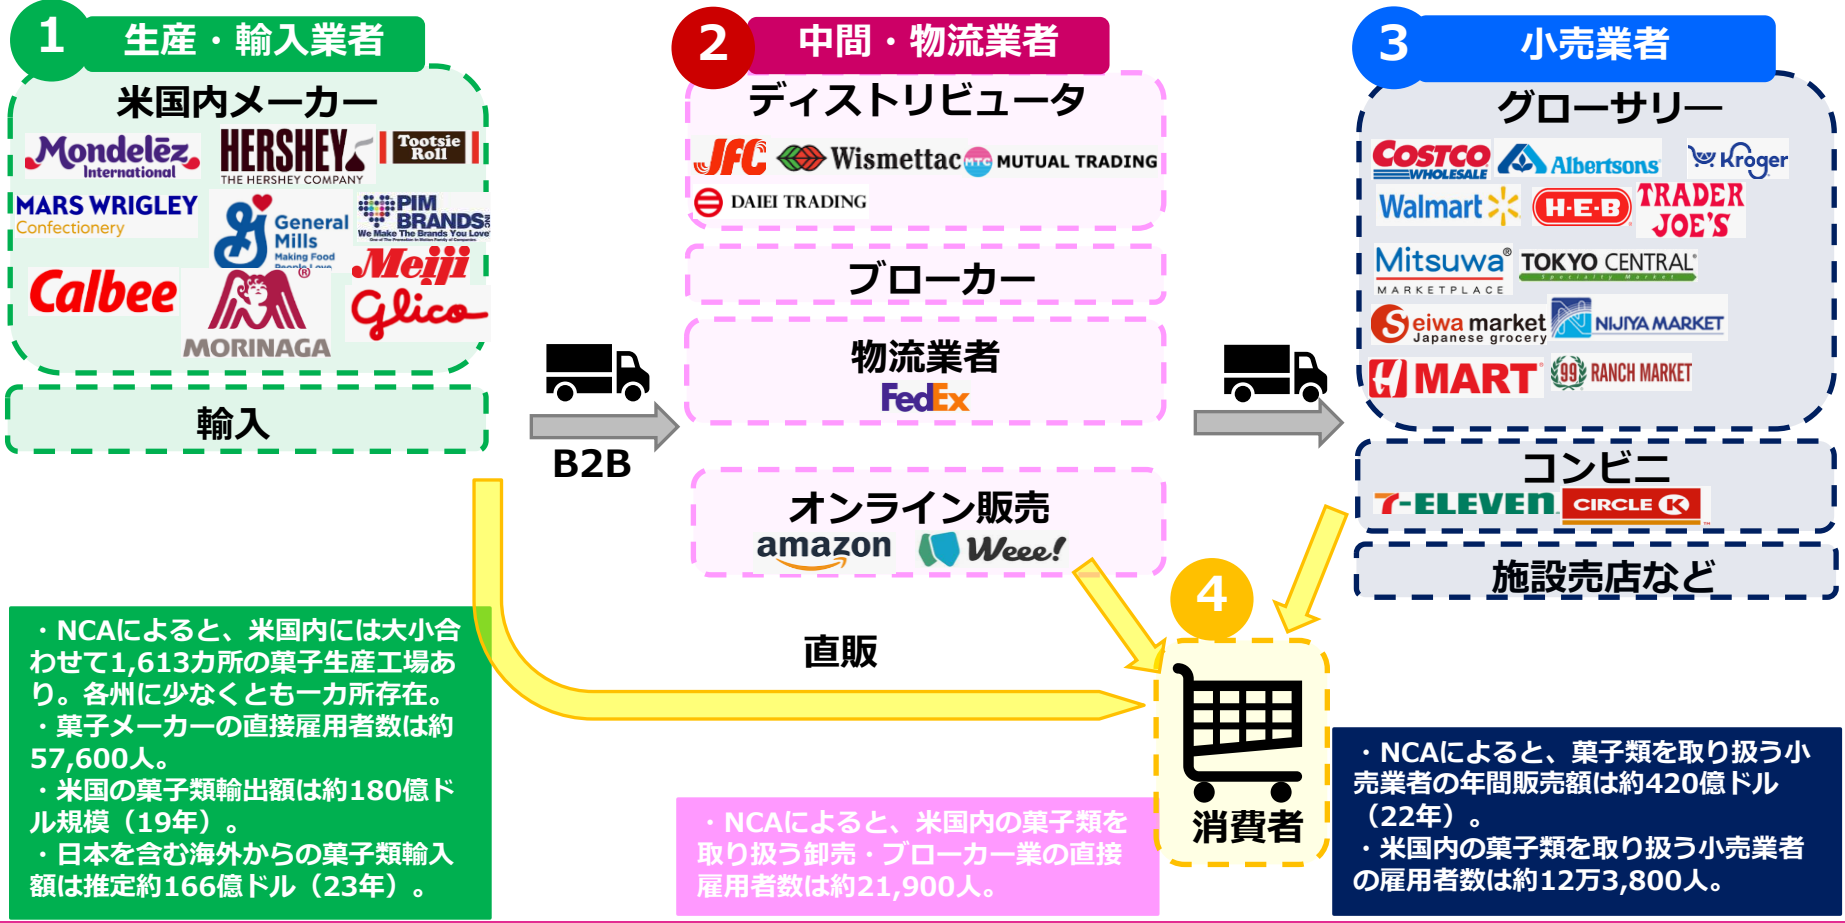 1
生産・輸入業者
米国内メーカー
Mondelēz
International
HERSHEY
THE HERSHEY COMPANY
Tootsie
Roll
MARS WRIGLEY
Confectionery
General
Mills
Making Food
People Love
PIM
BRANDS INC
We Make The Brands You Love
One of The Promotion In Motion Family of Companies
Calbee
MORINAGA
®
Meiji
Glico
輸入
・NCAによると、米国内には大小合
わせて1,613カ所の菓子生産工場あ
り。各州に少なくとも一カ所存在。
・菓子メーカーの直接雇用者数は約
57,600人。
・米国の菓子類輸出額は約180億ド
ル規模（19年）。
・日本を含む海外からの菓子類輸入
額は推定約166億ドル（23年）。
B2B
2
中間・物流業者
ディストリビュータ
JFC
Wismettac
MTC MUTUAL TRADING
DAIEI TRADING
ブローカー
物流業者
FedEx
オンライン販売
amazon
Weee!
直販
・NCAによると、米国内の菓子類を
取り扱う卸売・ブローカー業の直接
雇用者数は約21,900人。
3
小売業者
グローサリー
COSTCO
WHOLESALE
Albertsons
Kroger
Walmart
H-E-B
TRADER
JOE'S
Mitsuwa®
MARKETPLACE
TOKYO CENTRAL
Specialty Market
Seiwa market
Japanese grocery
NIJIYA MARKET
H MART
99 RANCH MARKET
コンビニ
7-ELEVEn
CIRCLE K
施設売店など
4
消費者
・NCAによると、菓子類を取り扱う小
売業者の年間販売額は約420億ドル
（22年）。
・米国内の菓子類を取り扱う小売業者
の雇用者数は約12万3,800人。